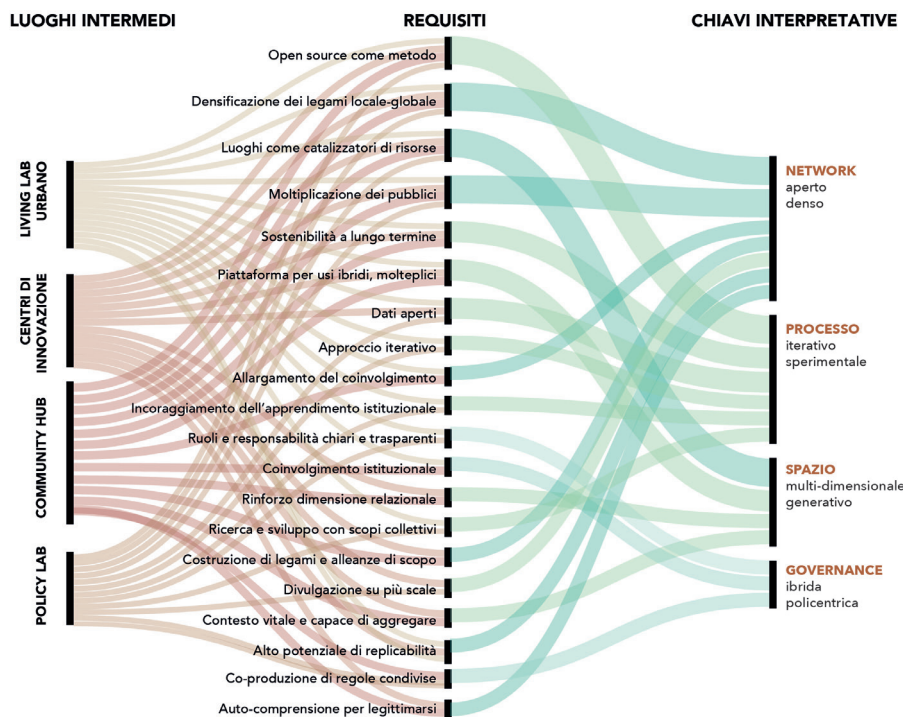 LUOGHI INTERMEDI
REQUISITI
CHIAVI INTERPRETATIVE
LIVING LAB
URBANO
CENTRI DI
INNOVAZIONE
COMMUNITY HUB
POLICY LAB
Open source come metodo
Densificazione dei legami locale-globale
Luoghi come catalizzatori di risorse
Moltiplicazione dei pubblici
Sostenibilità a lungo termine
Piattaforma per usi ibridi, molteplici
Dati aperti
Approccio iterativo
Allargamento del coinvolgimento
Incoraggiamento dell'apprendimento istituzionale
Ruoli e responsabilità chiari e trasparenti
Coinvolgimento istituzionale
Rinforzo dimensione relazionale
Ricerca e sviluppo con scopi collettivi
Costruzione di legami e alleanze di scopo
Divulgazione su più scale
Contesto vitale e capace di aggregare
Alto potenziale di replicabilità
Co-produzione di regole condivise
Auto-comprensione per legittimarsi
NETWORK
aperto
denso
PROCESSO
iterativo
sperimentale
SPAZIO
multi-dimensionale
generativo
GOVERNANCE
ibrida
policentrica